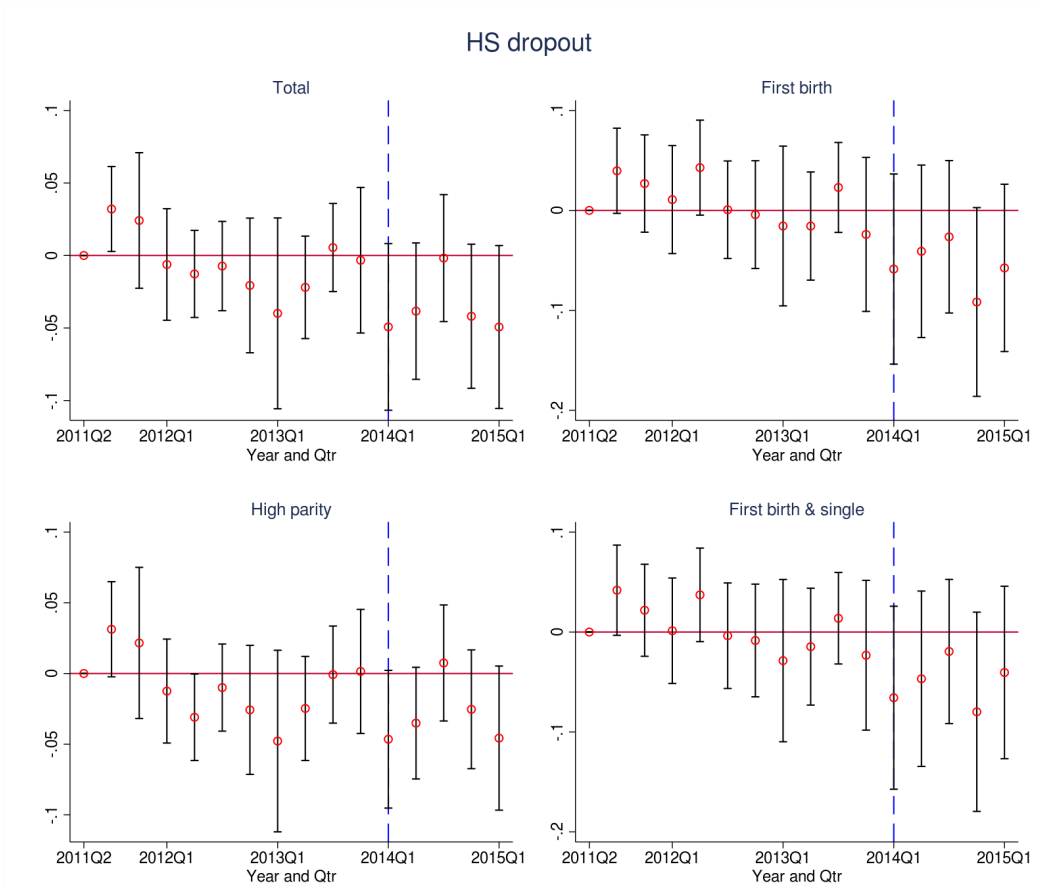 HS dropout
Total
.1
.05
0
-.05
-.1
2011Q2 2012Q1 2013Q1 2014Q1 2015Q1
Year and Qtr
First birth
.1
0
-.1
-.2
2011Q2 2012Q1 2013Q1 2014Q1 2015Q1
Year and Qtr
High parity
.1
.05
0
-.05
-.1
2011Q2 2012Q1 2013Q1 2014Q1 2015Q1
Year and Qtr
First birth & single
.1
0
-.1
-.2
2011Q2 2012Q1 2013Q1 2014Q1 2015Q1
Year and Qtr